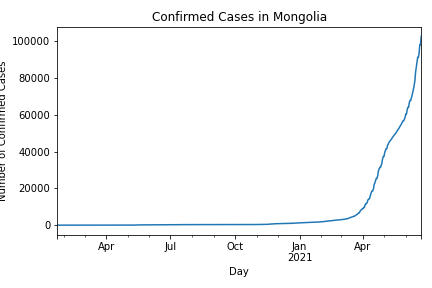 Confirmed Cases in Mongolia
100000
80000
60000
40000
20000
0
Number of Confirmed Cases
Apr Jul Oct Jan Apr
2021
Day